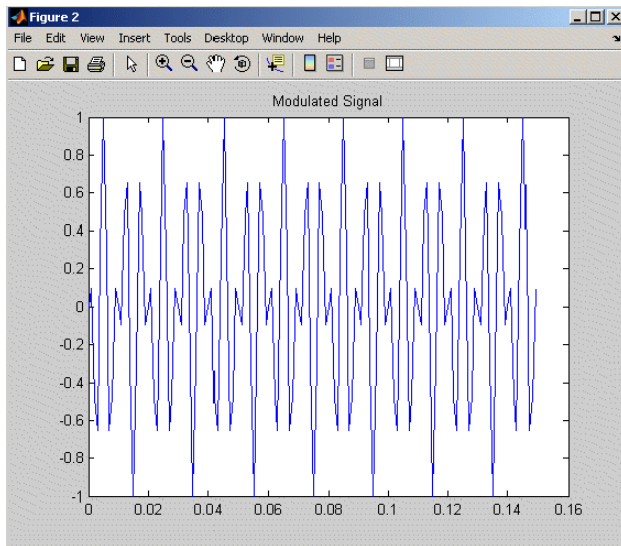 Figure 2
File Edit View Insert Tools Desktop Window Help
Modulated Signal
1
0.8
0.6
0.4
0.2
0
-0.2
-0.4
-0.6
-0.8
-1
0 0.02 0.04 0.06 0.08 0.1 0.12 0.14 0.16